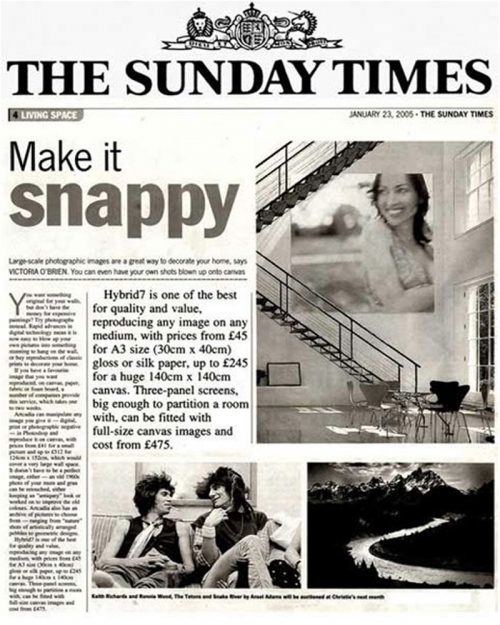 THE SUNDAY TIMES
4 LIVING SPACE
JANUARY 23, 2005 • THE SUNDAY TIMES
Make it
snappy
Large-scale photographic images are a great way to decorate your home, says
VICTORIA O'BRIEN. You can even have your own shots blown up onto canvas
You want something
original for your walls,
but don't have the
money for expensive
paintings? Try photographs
instead. Rapid advances in
digital technology mean it is
now easy to blow up your
own pictures into something
stunning to hang on the wall,
or buy reproductions of classic
prints to decorate your home.
If you have a favourite
image that you want
reproduced on canvas, paper,
fabric or foam board, a
number of companies provide
this service, which takes one
to two weeks.
Arcadia can manipulate any
image you give it — digital,
print or photographic negative
— in Photoshop and
reproduce it on canvas, with
prices from £41 for a small
picture and up to £312 for
124cm x 152cm, which would
cover a very large wall space.
It doesn't have to be a perfect
image, either — an old 1960s
photo of your mum and gran
can be retouched, either
keeping an "antiquey" look or
worked on to improve the old
colours. Arcadia also has an
archive of pictures to choose
from — ranging from "nature"
shots of artistically arranged
pebbles to geometric designs.
Hybrid7 is one of the best
for quality and value,
reproducing any image on any
medium, with prices from £45
for A3 size (30cm x 40cm)
gloss or silk paper, up to £245
for a huge 140cm x 140cm
canvas. Three-panel screens,
big enough to partition a room
with, can be fitted with
full-size canvas images and
cost from £475.
Hybrid7 is one of the best
for quality and value,
reproducing any image on any
medium, with prices from £45
for A3 size (30cm x 40cm)
gloss or silk paper, up to £245
for a huge 140cm x 140cm
canvas. Three-panel screens,
big enough to partition a room
with, can be fitted with
full-size canvas images and
cost from £475.
Keith Richards and Ronnie Wood, The Tetons and Snake River by Ansel Adams will be auctioned at Christie's next month